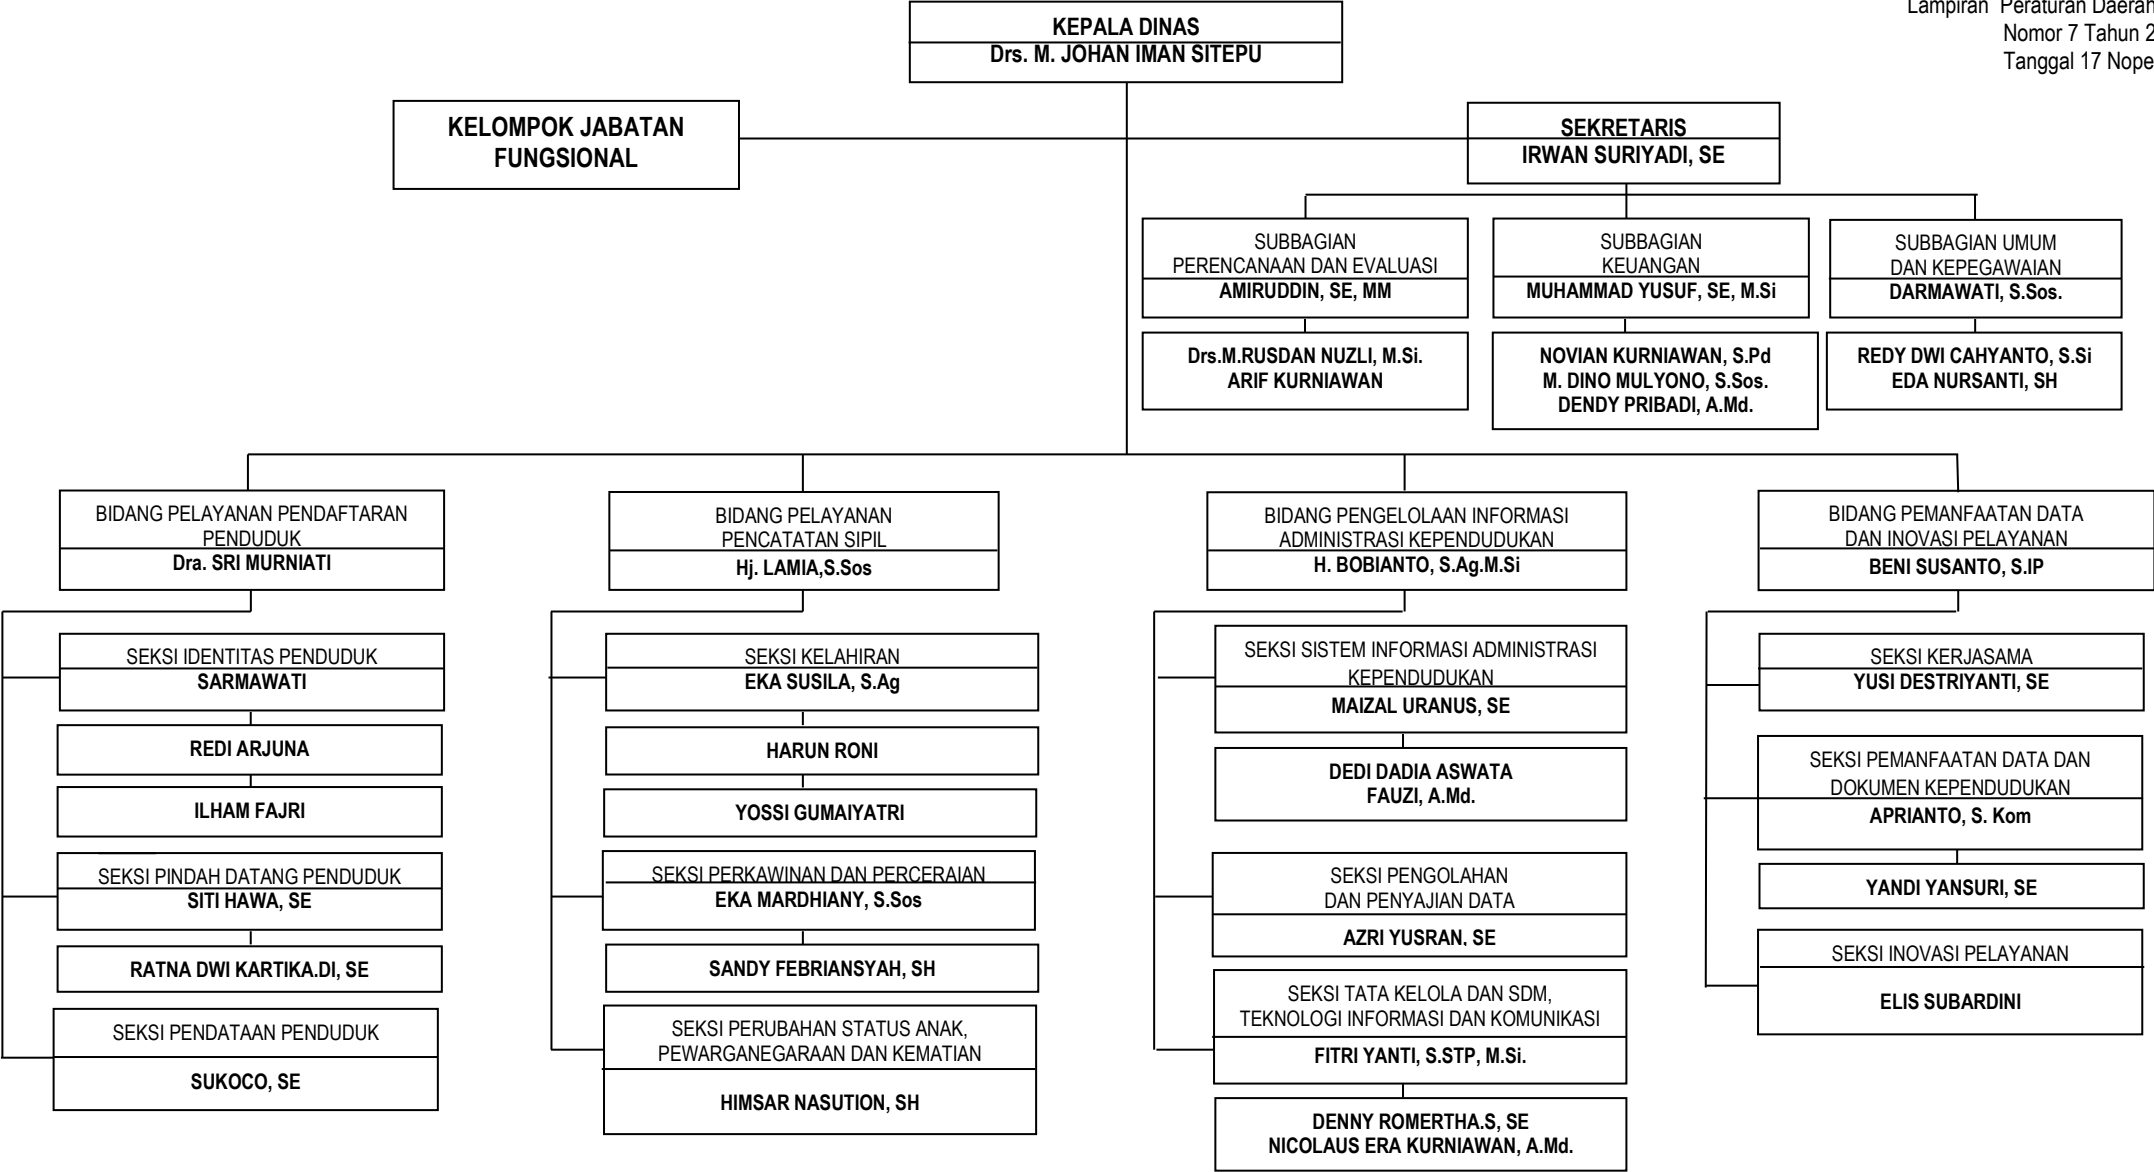 Lampiran Peraturan Daerah
Nomor 7 Tahun 2
Tanggal 17 Nope
KEPALA DINAS
Drs. M. JOHAN IMAN SITEPU
KELOMPOK JABATAN
FUNGSIONAL
SEKRETARIS
IRWAN SURIYADI, SE
SUBBAGIAN
PERENCANAAN DAN EVALUASI
AMIRUDDIN, SE, MM
SUBBAGIAN
KEUANGAN
MUHAMMAD YUSUF, SE, M.Si
SUBBAGIAN UMUM
DAN KEPEGAWAIAN
DARMAWATI, S.Sos.
Drs.M.RUSDAN NUZLI, M.Si.
ARIF KURNIAWAN
NOVIAN KURNIAWAN, S.Pd
M. DINO MULYONO, S.Sos.
DENDY PRIBADI, A.Md.
REDY DWI CAHYANTO, S.Si
EDA NURSANTI, SH
BIDANG PELAYANAN PENDAFTARAN
PENDUDUK
Dra. SRI MURNIATI
SEKSI IDENTITAS PENDUDUK
SARMAWATI
REDI ARJUNA
ILHAM FAJRI
SEKSI PINDAH DATANG PENDUDUK
SITI HAWA, SE
RATNA DWI KARTIKA.DI, SE
SEKSI PENDATAAN PENDUDUK
SUKOCO, SE
BIDANG PELAYANAN
PENCATATAN SIPIL
Hj. LAMIA,S.Sos
SEKSI KELAHIRAN
EKA SUSILA, S.Ag
HARUN RONI
YOSSI GUMAIYATRI
SEKSI PERKAWINAN DAN PERCERAIAN
EKA MARDHIANY, S.Sos
SANDY FEBRIANSYAH, SH
SEKSI PERUBAHAN STATUS ANAK,
PEWARGANEGARAAN DAN KEMATIAN
HIMSAR NASUTION, SH
BIDANG PENGELOLAAN INFORMASI
ADMINISTRASI KEPENDUDUKAN
H. BOBIANTO, S.Ag.M.Si
SEKSI SISTEM INFORMASI ADMINISTRASI
KEPENDUDUKAN
MAIZAL URANUS, SE
DEDI DADIA ASWATA
FAUZI, A.Md.
SEKSI PENGOLAHAN
DAN PENYAJIAN DATA
AZRI YUSRAN, SE
SEKSI TATA KELOLA DAN SDM,
TEKNOLOGI INFORMASI DAN KOMUNIKASI
FITRI YANTI, S.STP, M.Si.
DENNY ROMERTHA.S, SE
NICOLAUS ERA KURNIAWAN, A.Md.
BIDANG PEMANFAATAN DATA
DAN INOVASI PELAYANAN
BENI SUSANTO, S.IP
SEKSI KERJASAMA
YUSI DESTRIYANTI, SE
SEKSI PEMANFAATAN DATA DAN
DOKUMEN KEPENDUDUKAN
APRIANTO, S. Kom
YANDI YANSURI, SE
SEKSI INOVASI PELAYANAN
ELIS SUBARDINI